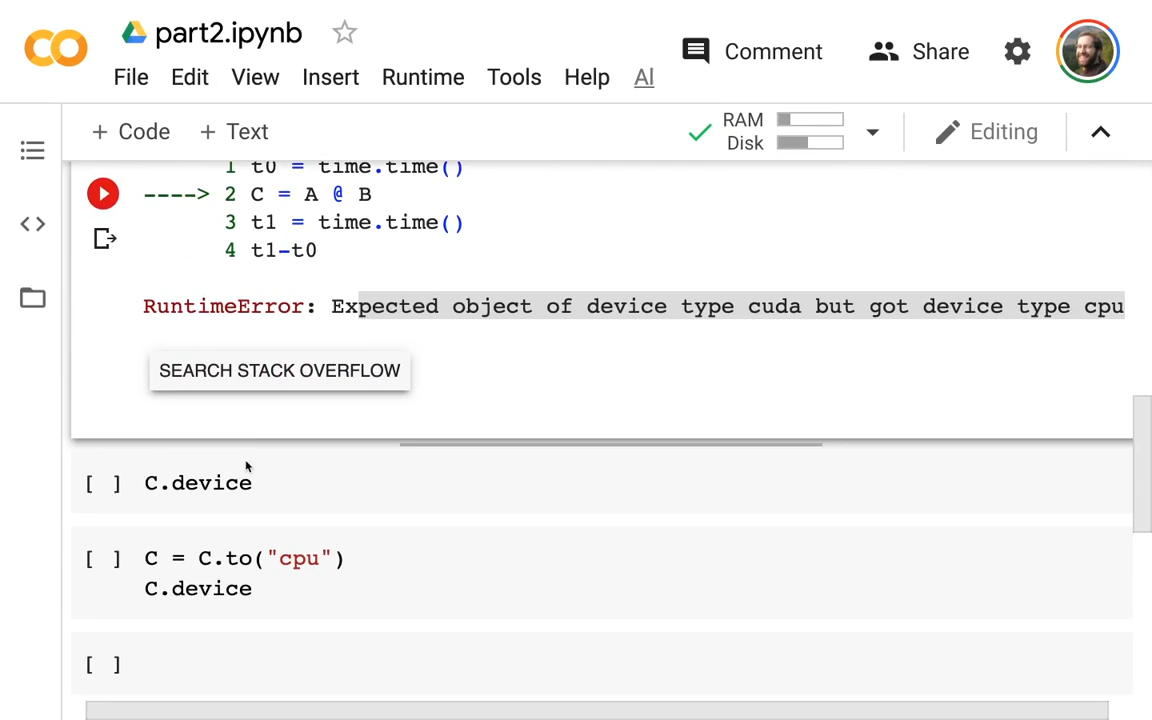 part2.ipynb
Comment
Share
File Edit View Insert Runtime Tools Help AI
+ Code + Text
RAM
Disk
Editing
1 t0 = time.time()
----> 2 C = A @ B
3 t1 = time.time()
4 t1-t0
RuntimeError: Expected object of device type cuda but got device type cpu
SEARCH STACK OVERFLOW
[ ] C.device
[ ] C = C.to("cpu")
C.device
[ ]